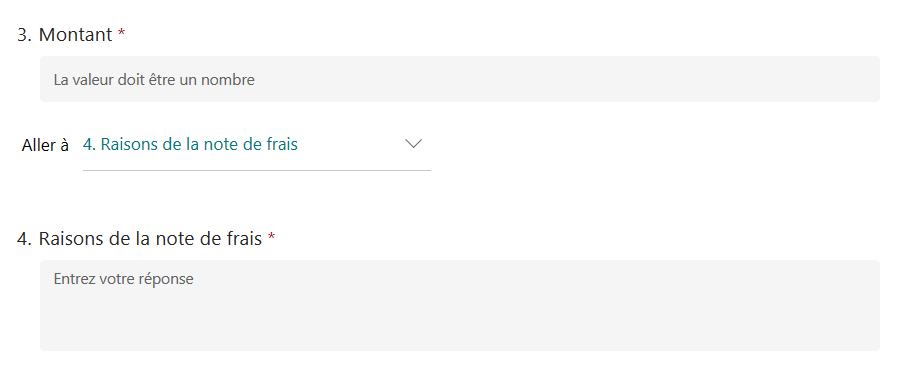 3. Montant *
La valeur doit être un nombre
Aller à 4. Raisons de la note de frais
4. Raisons de la note de frais *
Entrez votre réponse